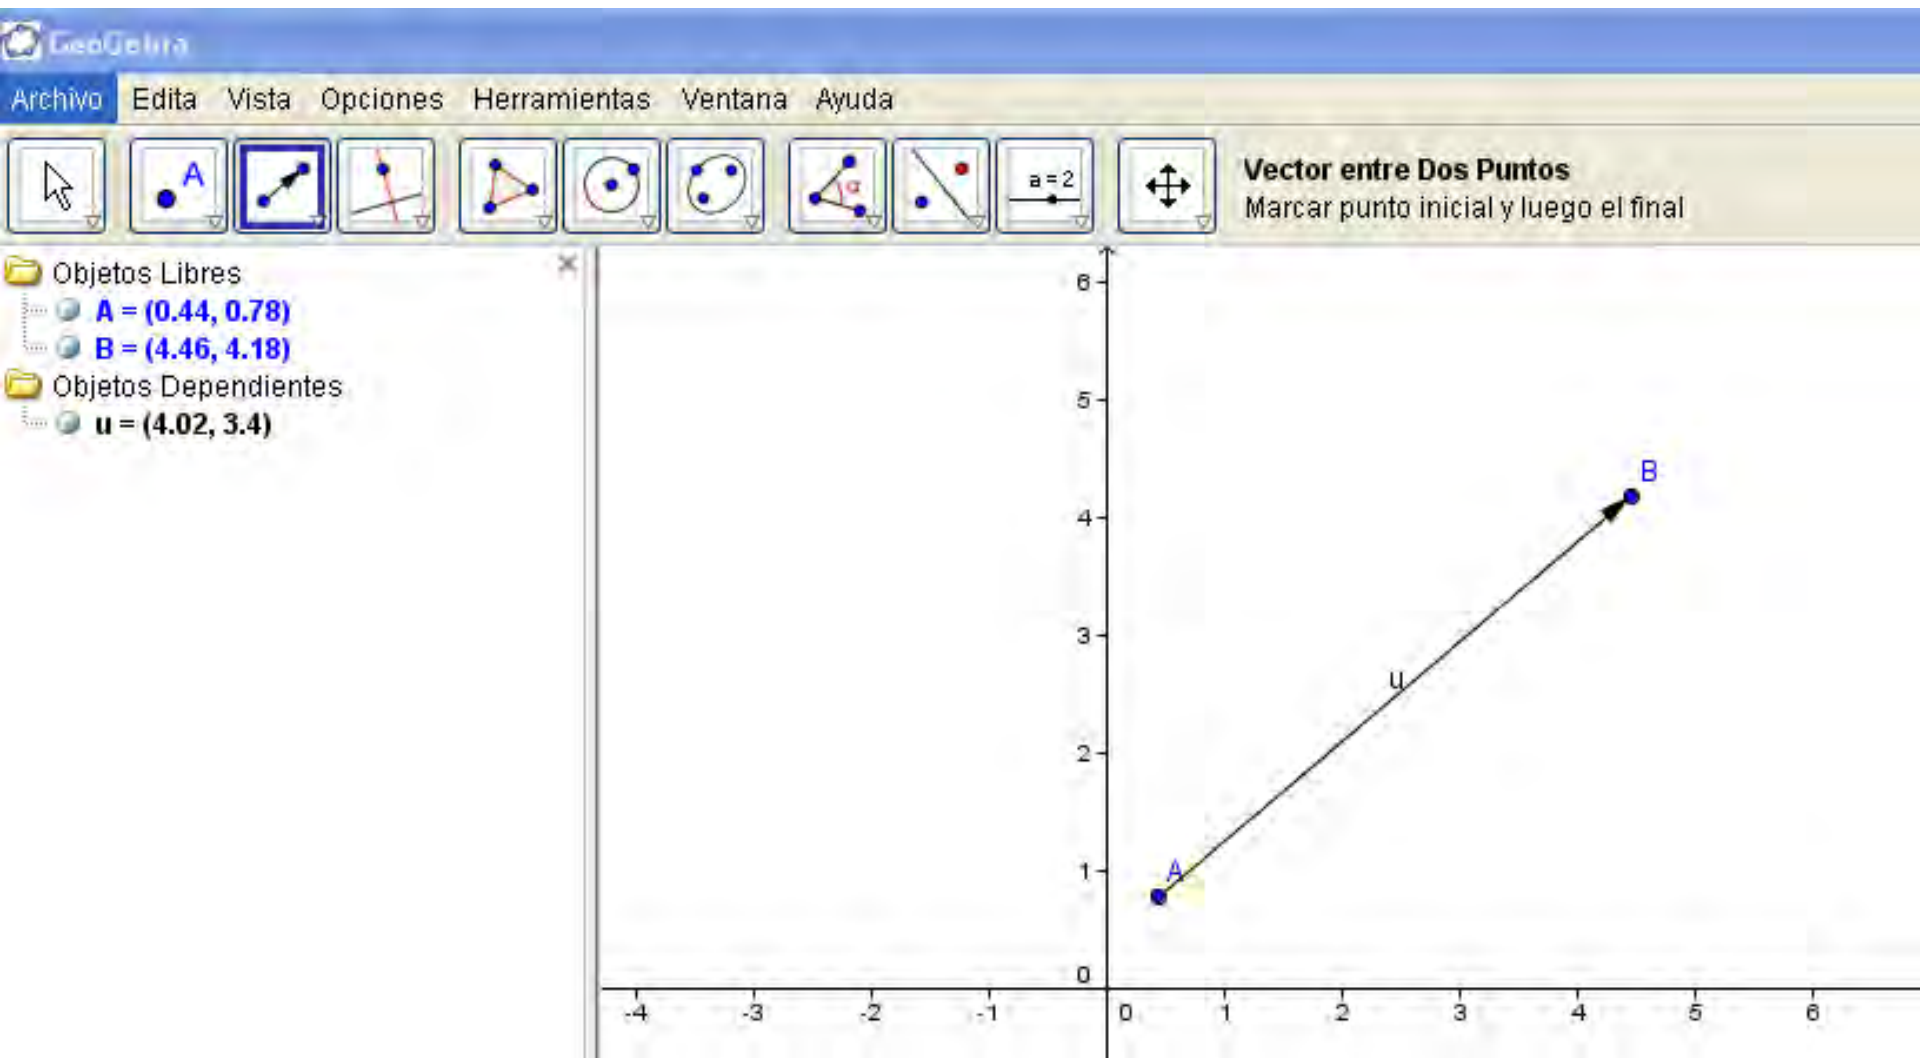 GeoGebra
Archivo Edita Vista Opciones Herramientas Ventana Ayuda
A
α
a = 2
Vector entre Dos Puntos
Marcar punto inicial y luego el final
Objetos Libres
A = (0.44, 0.78)
B = (4.46, 4.18)
Objetos Dependientes
u = (4.02, 3.4)
6
5
B
4
3
u
2
1
A
0
-4 -3 -2 -1 0 1 2 3 4 5 6